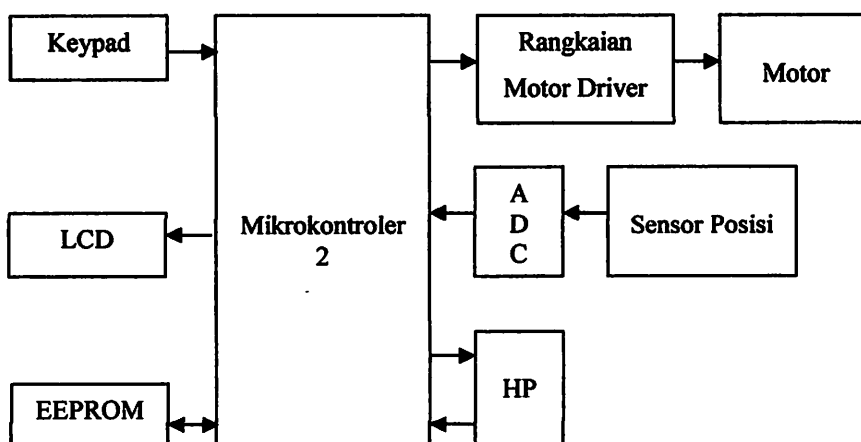 Keypad
Rangkaian
Motor Driver
Motor
LCD
Mikrokontroler
2
A
D
C
Sensor Posisi
EEPROM
HP